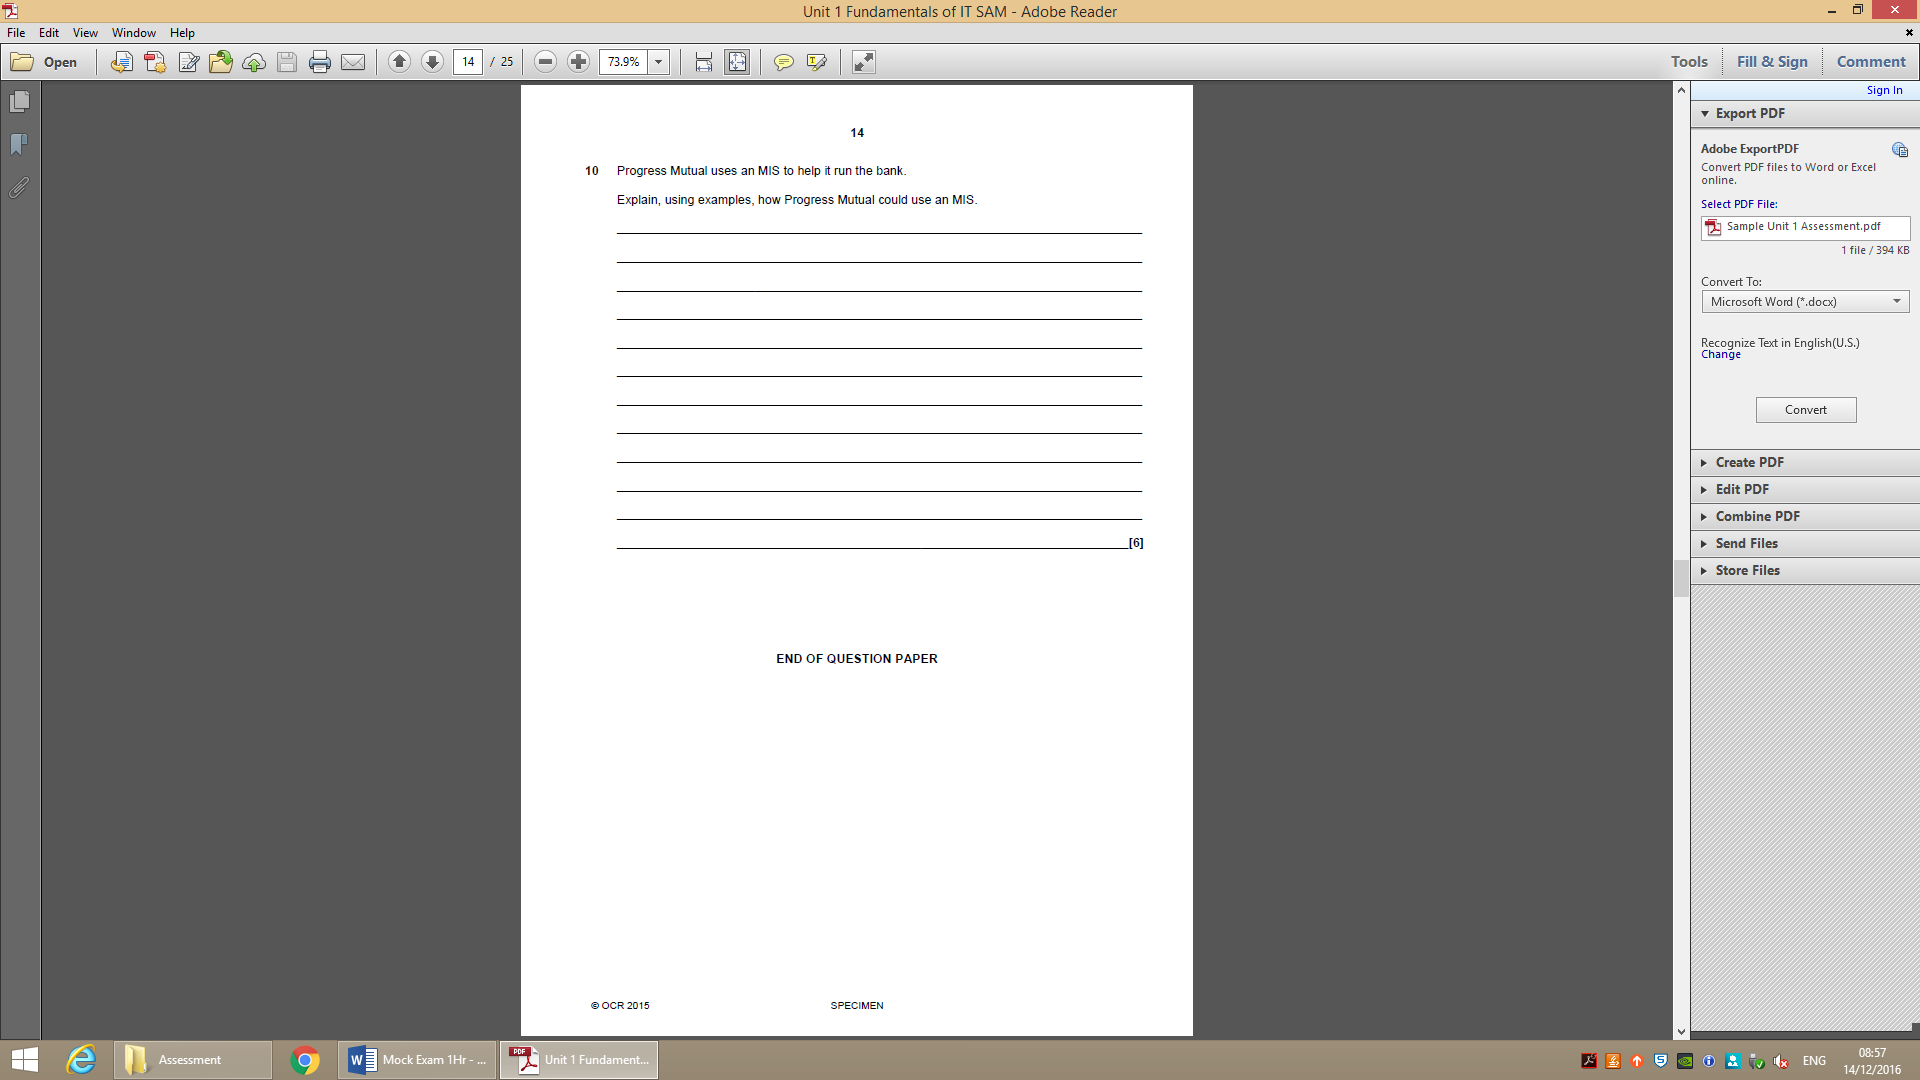 Unit 1 Fundamentals of IT SAM - Adobe Reader
File Edit View Window Help
Open 14 / 25 73.9% Tools Fill & Sign Comment
Sign In
Export PDF
Adobe ExportPDF
Convert PDF files to Word or Excel
online.
Select PDF File:
Sample Unit 1 Assessment.pdf
1 file / 394 KB
Convert To:
Microsoft Word (*.docx)
Recognize Text in English(U.S.)
Change
Convert
Create PDF
Edit PDF
Combine PDF
Send Files
Store Files
14
10 Progress Mutual uses an MIS to help it run the bank.
Explain, using examples, how Progress Mutual could use an MIS.
[6]
END OF QUESTION PAPER
© OCR 2015 SPECIMEN
Assessment Mock Exam 1Hr - ... Unit 1 Fundament... ENG
08:57
14/12/2016